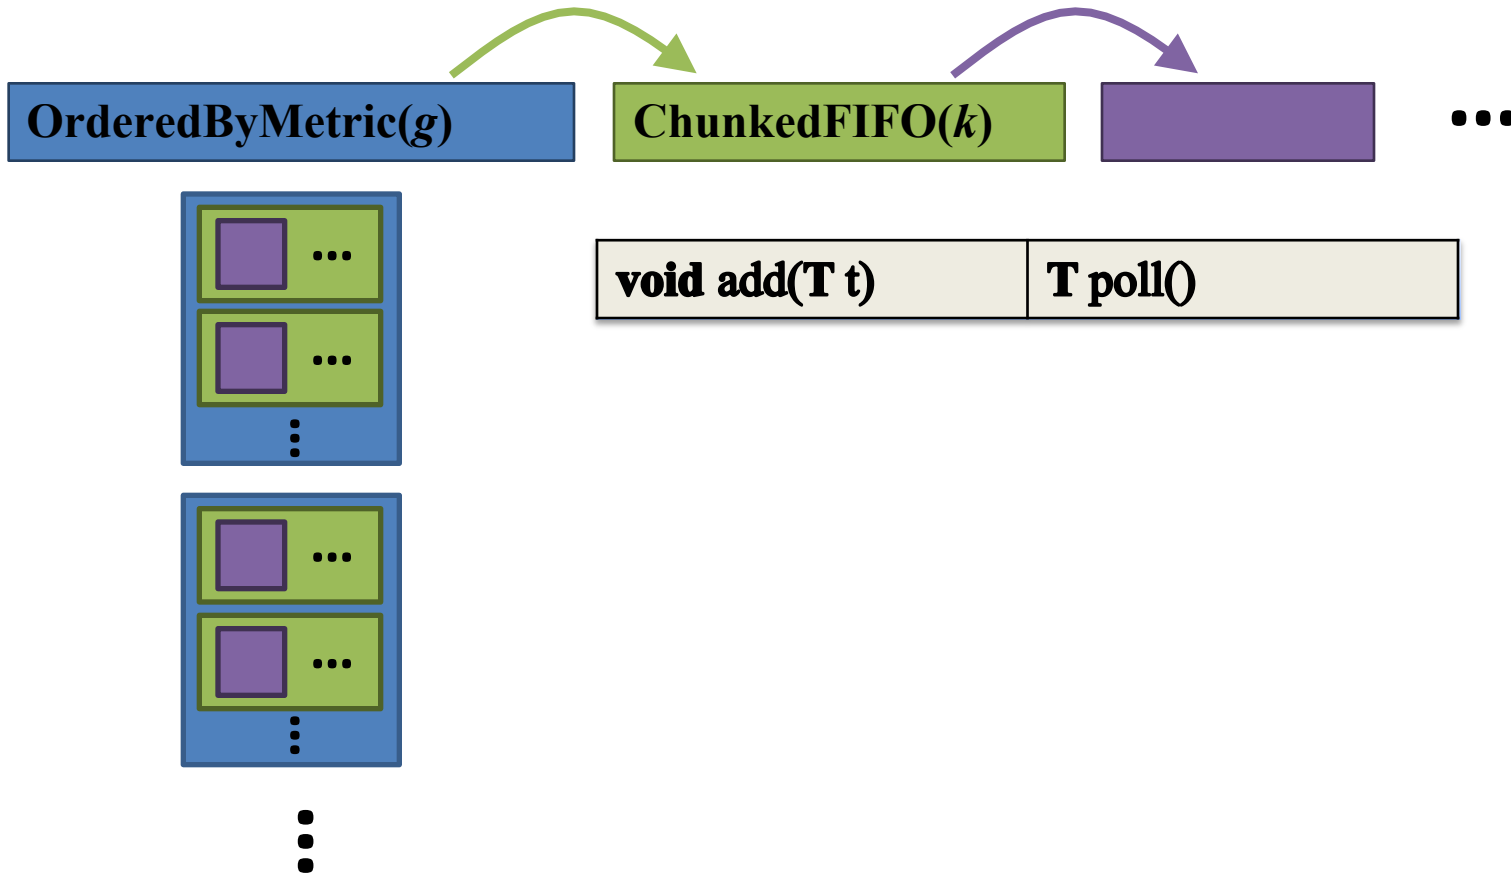 OrderedByMetric(g)
ChunkedFIFO(k)
...
void add(T t)
T poll()
...
...
...
...